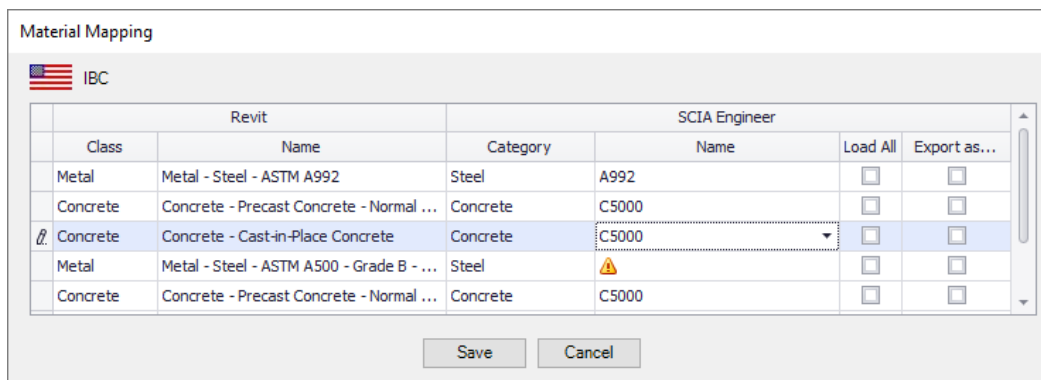 Material Mapping
IBC
Revit SCIA Engineer
Class Name Category Name Load All Export as...
Metal Metal - Steel - ASTM A992 Steel A992
Concrete Concrete - Precast Concrete - Normal ... Concrete C5000
Concrete Concrete - Cast-in-Place Concrete Concrete C5000
Metal Metal - Steel - ASTM A500 - Grade B - ... Steel
Concrete Concrete - Precast Concrete - Normal ... Concrete C5000
Save Cancel